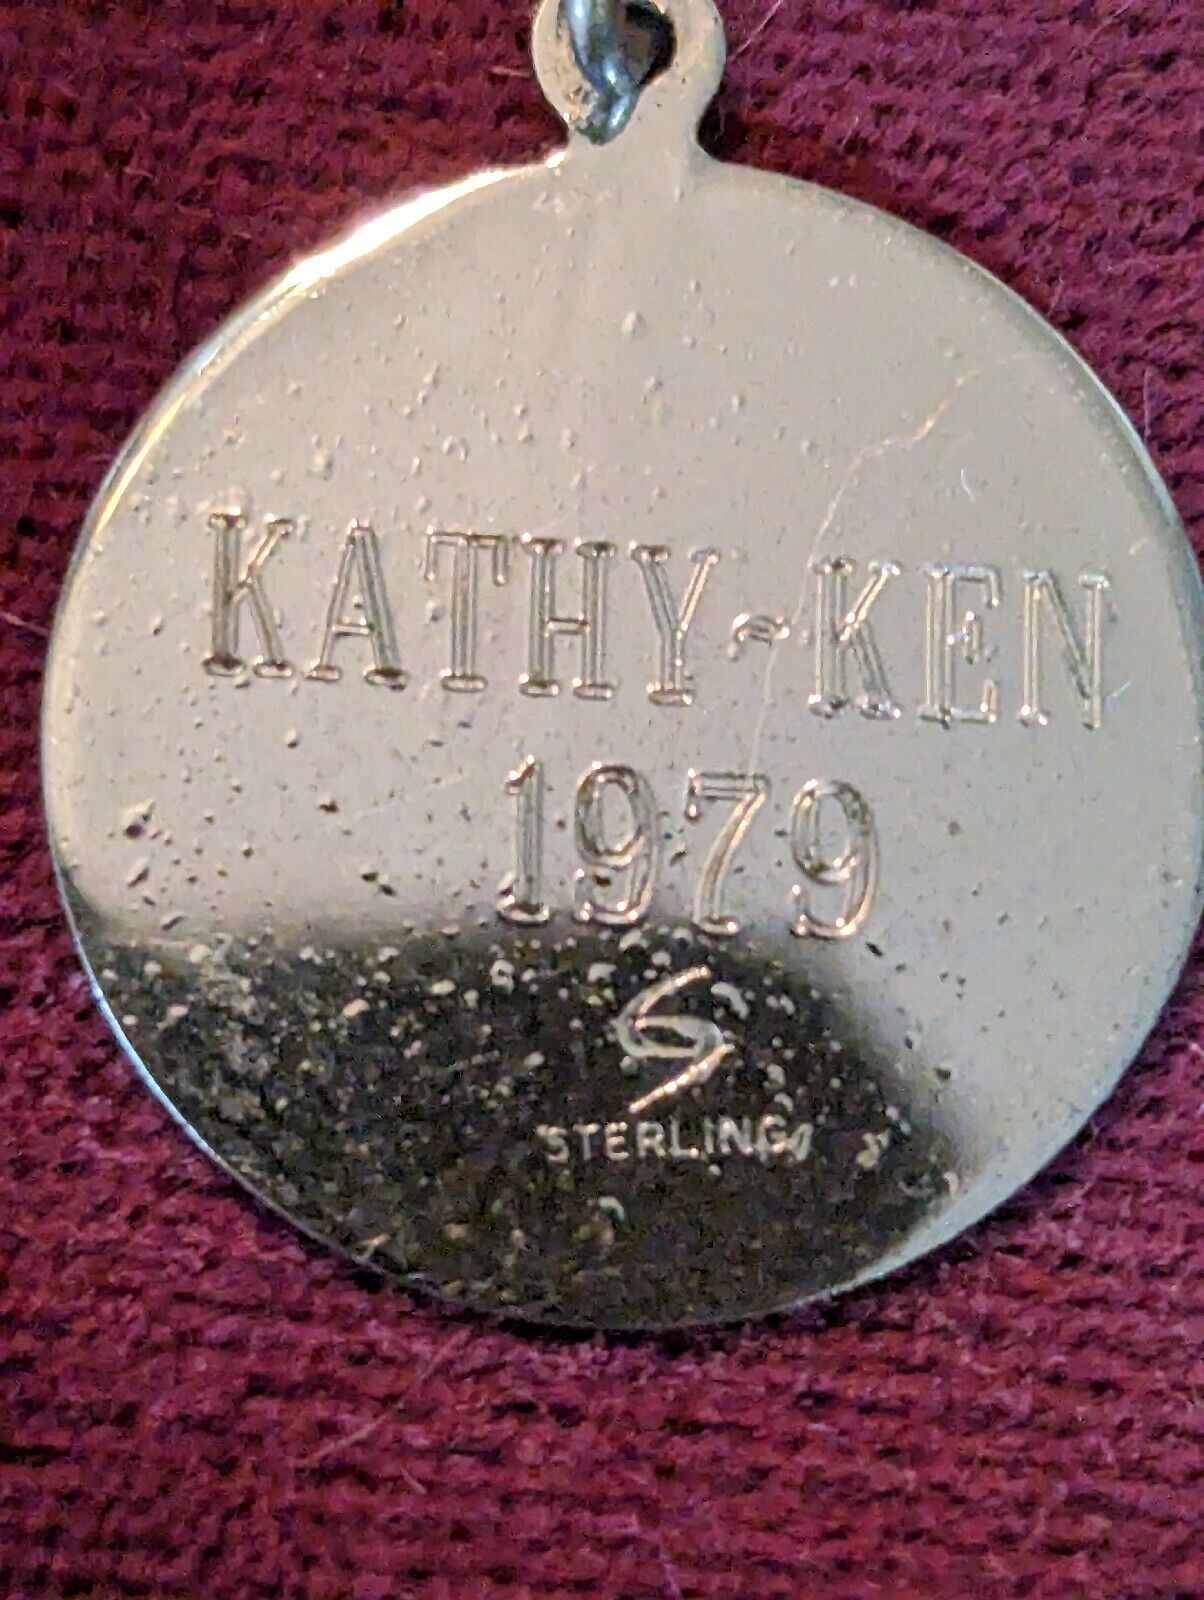 KATHY~KEN
1979
STERLING